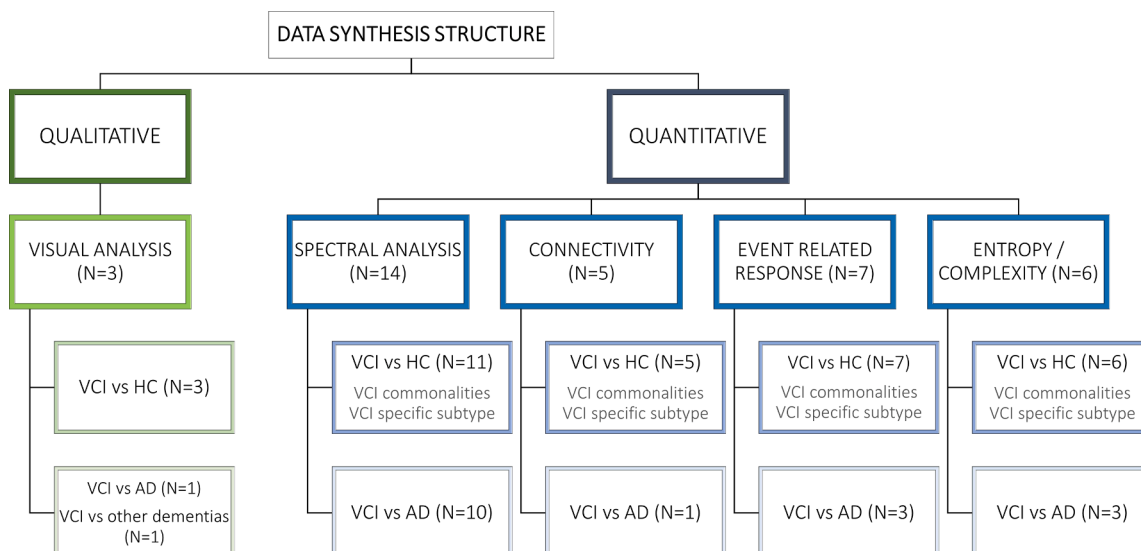 DATA SYNTHESIS STRUCTURE
QUALITATIVE
QUANTITATIVE
VISUAL ANALYSIS
(N=3)
SPECTRAL ANALYSIS
(N=14)
CONNECTIVITY
(N=5)
EVENT RELATED
RESPONSE (N=7)
ENTROPY /
COMPLEXITY (N=6)
VCI vs HC (N=3)
VCI vs HC (N=11)
VCI commonalities
VCI specific subtype
VCI vs HC (N=5)
VCI commonalities
VCI specific subtype
VCI vs HC (N=7)
VCI commonalities
VCI specific subtype
VCI vs HC (N=6)
VCI commonalities
VCI specific subtype
VCI vs AD (N=1)
VCI vs other dementias
(N=1)
VCI vs AD (N=10)
VCI vs AD (N=1)
VCI vs AD (N=3)
VCI vs AD (N=3)